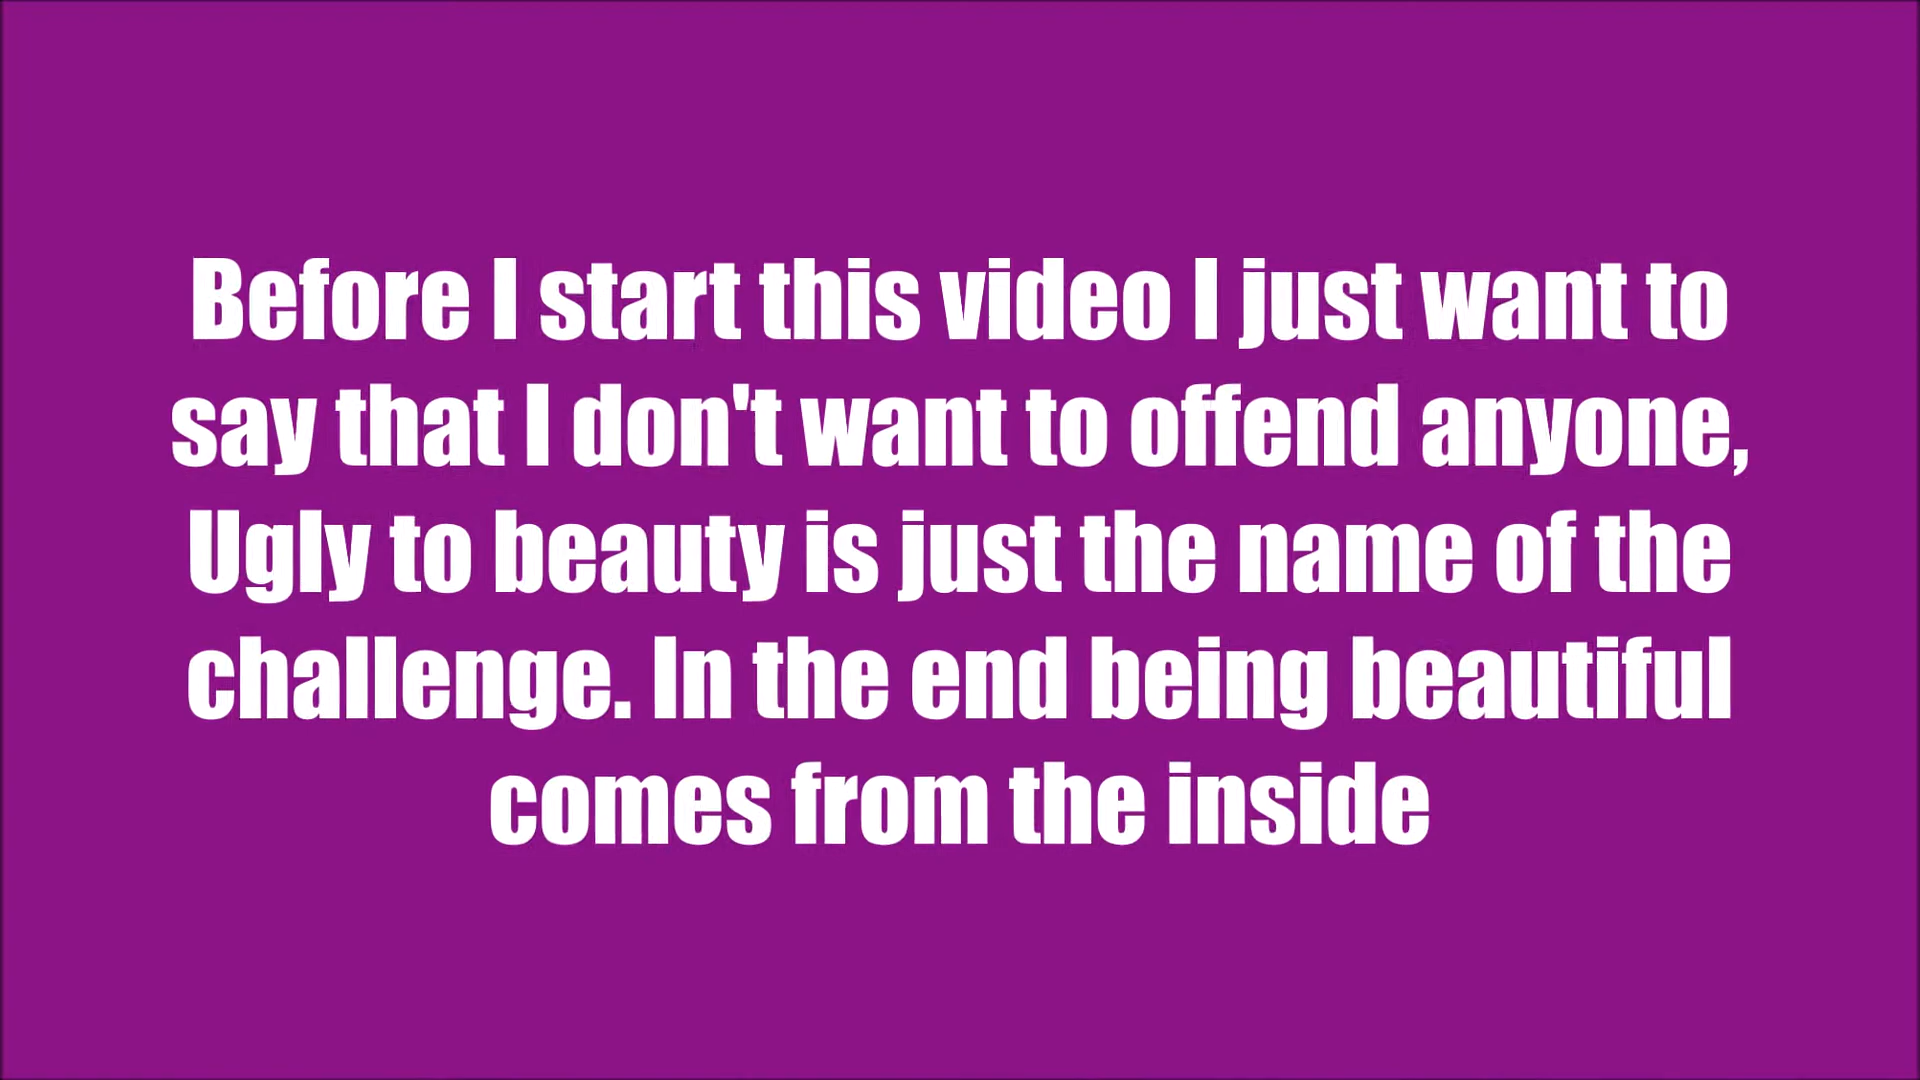 Before I start this video I just want to
say that I don't want to offend anyone,
Ugly to beauty is just the name of the
challenge. In the end being beautiful
comes from the inside